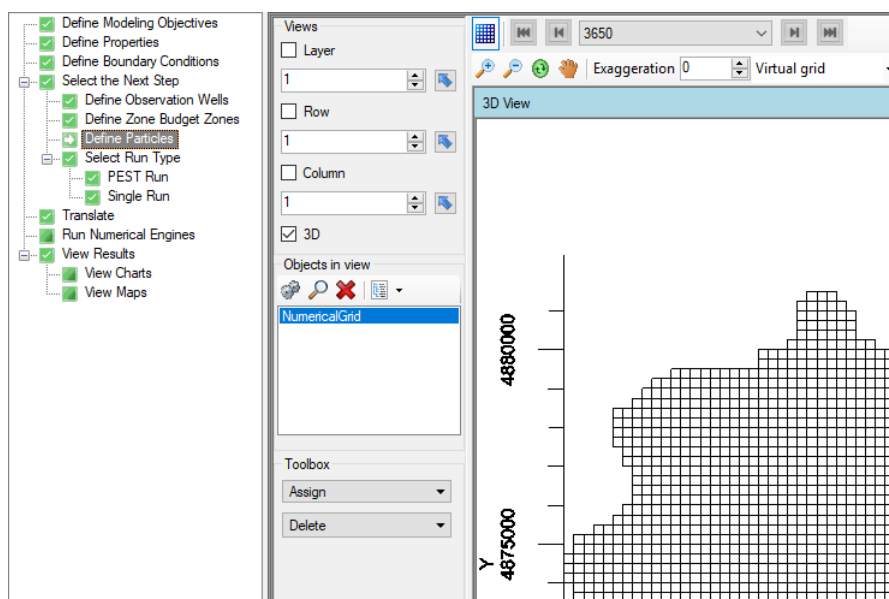 Define Modeling Objectives
Define Properties
Define Boundary Conditions
Select the Next Step
Define Observation Wells
Define Zone Budget Zones
Define Particles
Select Run Type
PEST Run
Single Run
Translate
Run Numerical Engines
View Results
View Charts
View Maps
Views
Layer
1
Row
1
Column
1
3D
Objects in view
NumericalGrid
Toolbox
Assign
Delete
3650
Exaggeration 0 Virtual grid
3D View
4880000
4875000
Y